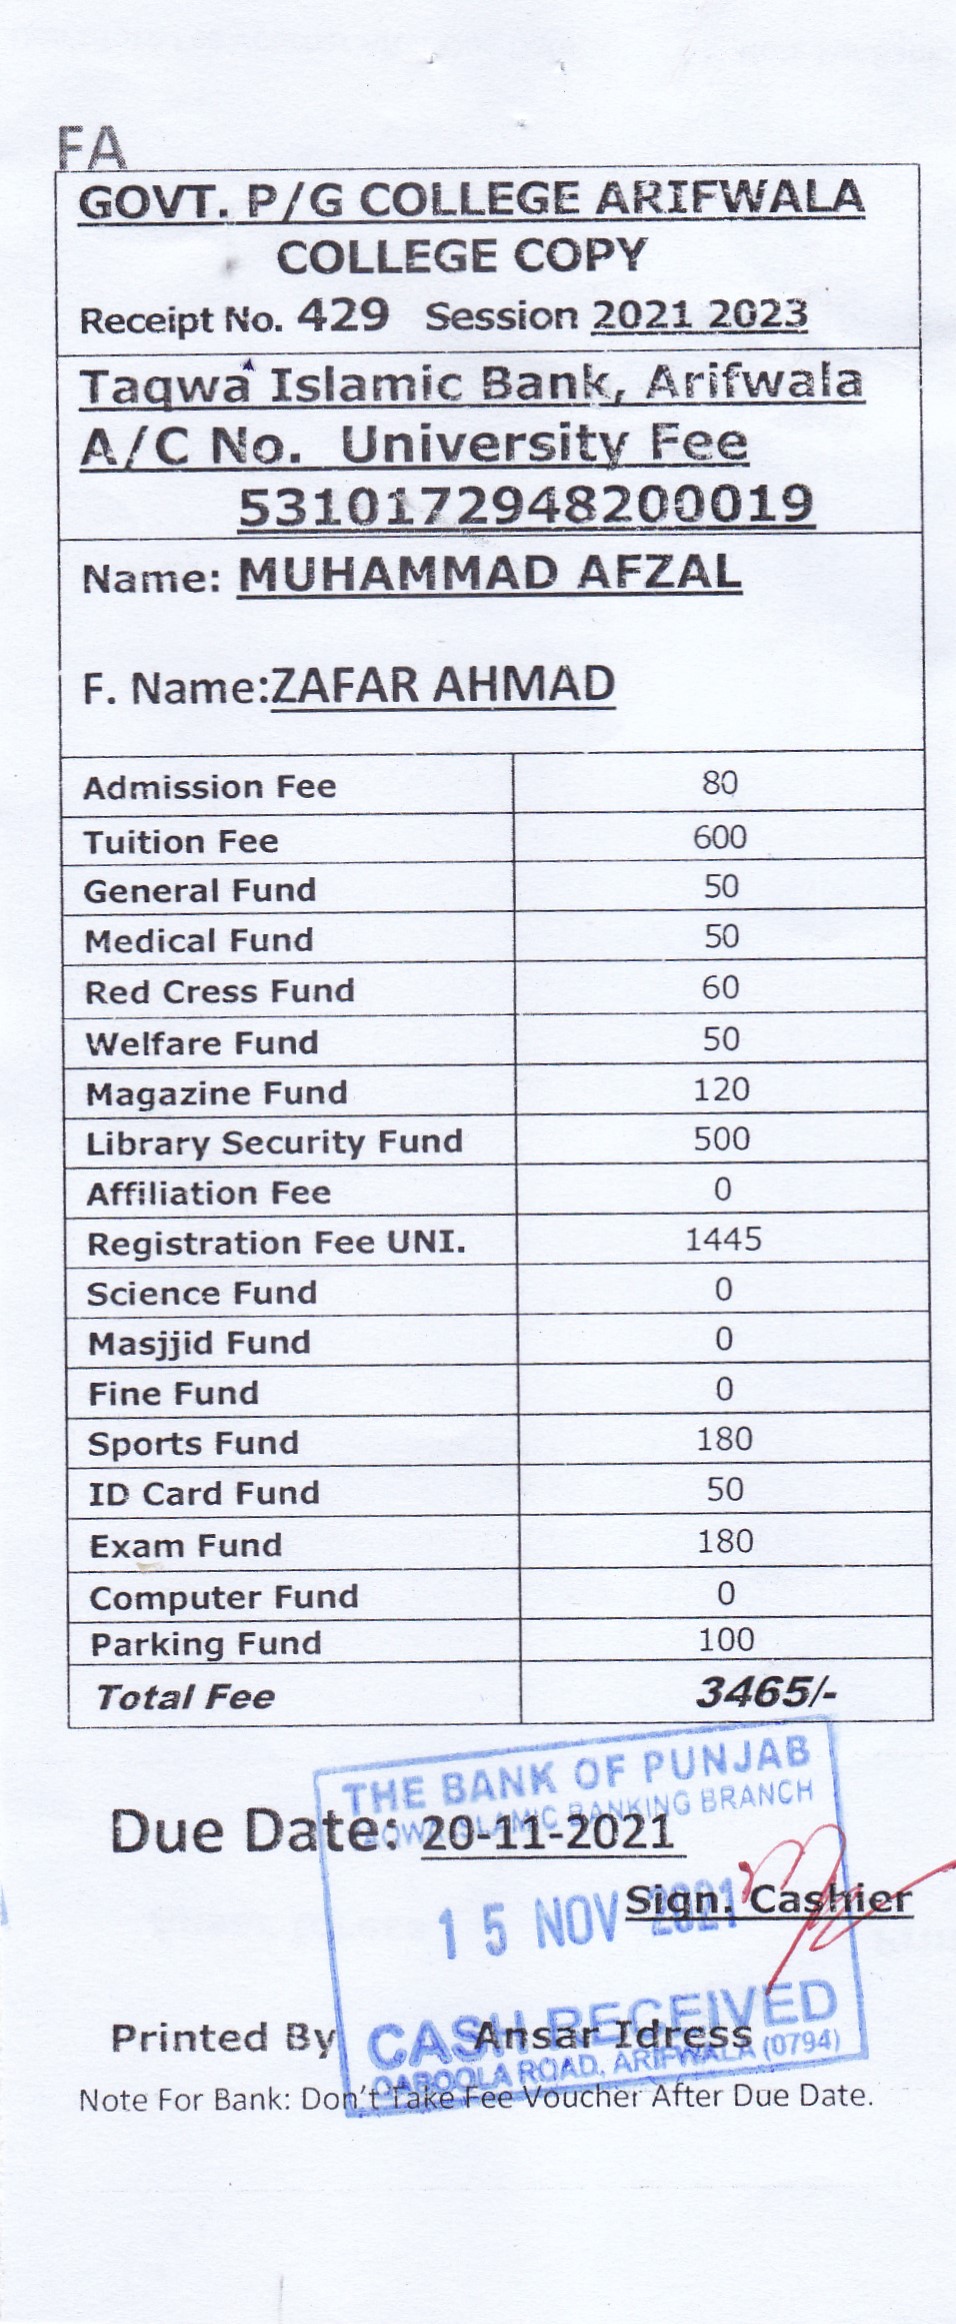 FA
GOVT. P/G COLLEGE ARIFWALA
COLLEGE COPY
Receipt No. 429 Session 2021 2023
Taqwa Islamic Bank, Arifwala
A/C No. University Fee
5310172948200019
Name: MUHAMMAD AFZAL
F. Name:ZAFAR AHMAD
Admission Fee 80
Tuition Fee 600
General Fund 50
Medical Fund 50
Red Cress Fund 60
Welfare Fund 50
Magazine Fund 120
Library Security Fund 500
Affiliation Fee 0
Registration Fee UNI. 1445
Science Fund 0
Masjjid Fund 0
Fine Fund 0
Sports Fund 180
ID Card Fund 50
Exam Fund 180
Computer Fund 0
Parking Fund 100
Total Fee 3465/-
THE BANK OF PUNJAB
TAQWA ISLAMIC BANKING BRANCH
Due Date: 20-11-2021
15 NOV 2021
Sign. Cashier
CASH RECEIVED
Printed By Ansar Idress
QABOOLA ROAD, ARIFWALA (0794)
Note For Bank: Don't Take Fee Voucher After Due Date.